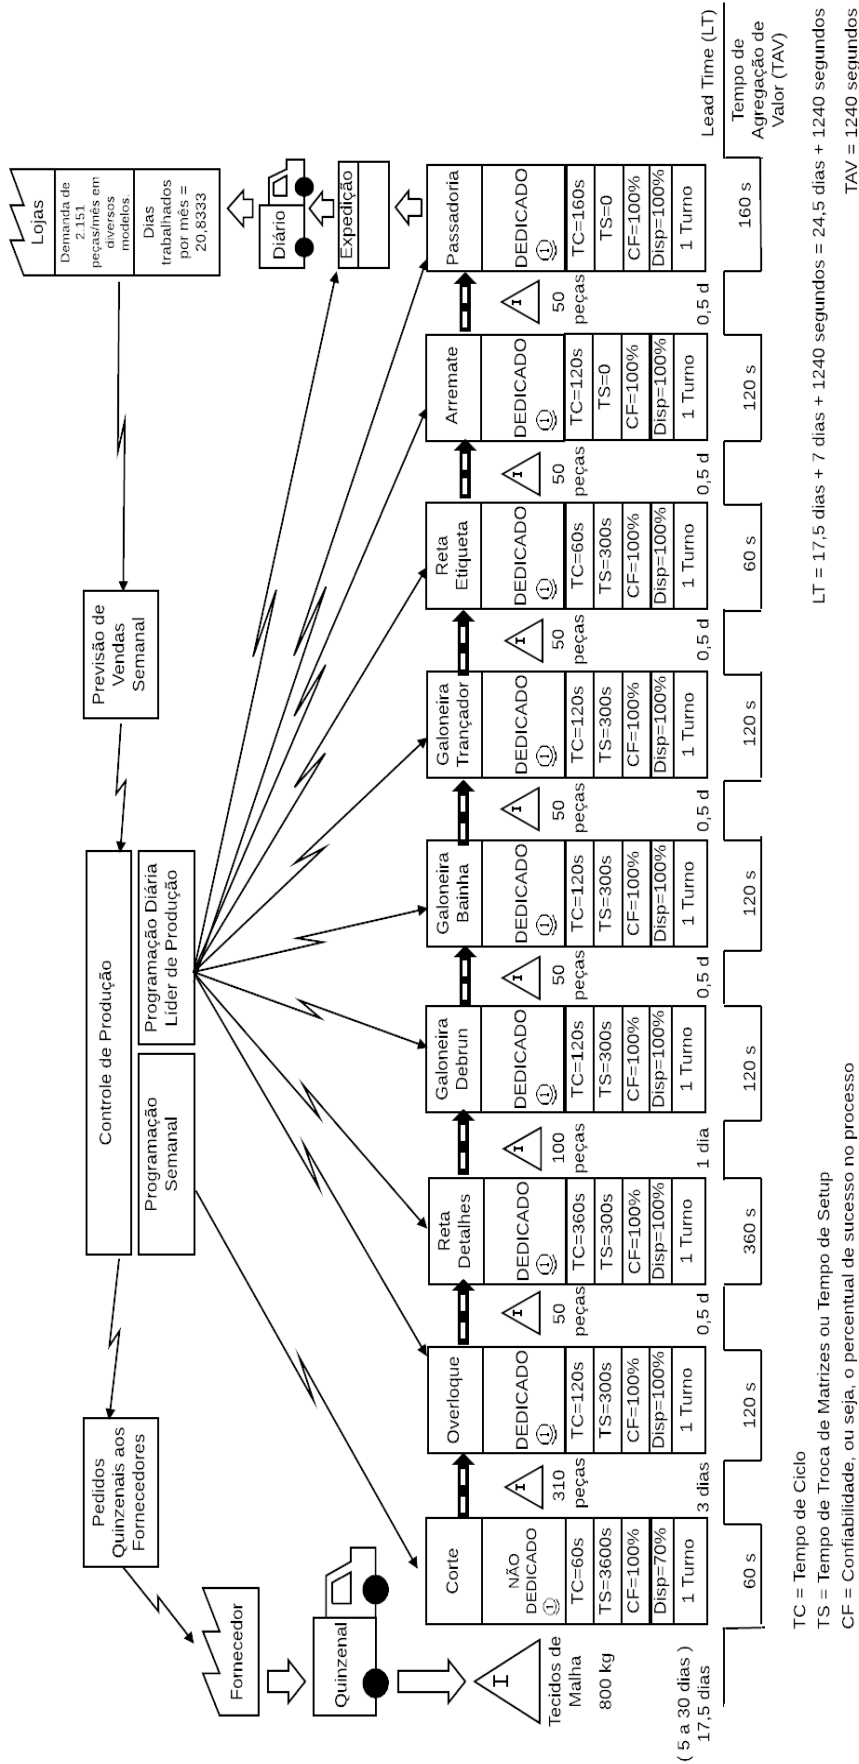 Fornecedor
Pedidos
Quinzenais aos
Fornecedores
Controle de Produção
Programação
Semanal
Programação Diária
Líder de Produção
Previsão de
Vendas
Semanal
Lojas
Demanda de
2.151
peças/mês em
diversos
modelos.
Dias
trabalhados
por mês =
20,8333
Quinzenal
Diário
Expedição
I
Tecidos de
Malha
800 kg
( 5 a 30 dias )
17,5 dias
Corte
NÃO
DEDICADO
1
TC=60s
TS=3600s
CF=100%
Disp=70%
1 Turno
60 s
I
310
peças
3 dias
Overloque
DEDICADO
1
TC=120s
TS=300s
CF=100%
Disp=100%
1 Turno
120 s
I
50
peças
0,5 d
Reta
Detalhes
DEDICADO
1
TC=360s
TS=300s
CF=100%
Disp=100%
1 Turno
360 s
I
100
peças
1 dia
Galoneira
Debrun
DEDICADO
1
TC=120s
TS=300s
CF=100%
Disp=100%
1 Turno
120 s
I
50
peças
0,5 d
Galoneira
Bainha
DEDICADO
1
TC=120s
TS=300s
CF=100%
Disp=100%
1 Turno
120 s
I
50
peças
0,5 d
Galoneira
Trançador
DEDICADO
1
TC=120s
TS=300s
CF=100%
Disp=100%
1 Turno
120 s
I
50
peças
0,5 d
Reta
Etiqueta
DEDICADO
1
TC=60s
TS=300s
CF=100%
Disp=100%
1 Turno
60 s
I
50
peças
0,5 d
Arremate
DEDICADO
1
TC=120s
TS=0
CF=100%
Disp=100%
1 Turno
120 s
I
50
peças
0,5 d
Passadoria
DEDICADO
1
TC=160s
TS=0
CF=100%
Disp=100%
1 Turno
160 s
Lead Time (LT)
Tempo de
Agregação de
Valor (TAV)
TC = Tempo de Ciclo
TS = Tempo de Troca de Matrizes ou Tempo de Setup
CF = Confiabilidade, ou seja, o percentual de sucesso no processo
LT = 17,5 dias + 7 dias + 1240 segundos = 24,5 dias + 1240 segundos
TAV = 1240 segundos